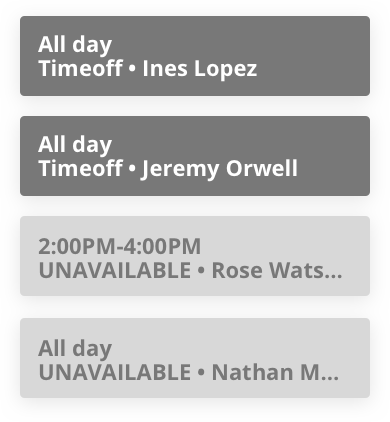 All day
Timeoff • Ines Lopez
All day
Timeoff • Jeremy Orwell
2:00PM-4:00PM
UNAVAILABLE • Rose Wats...
All day
UNAVAILABLE • Nathan M...